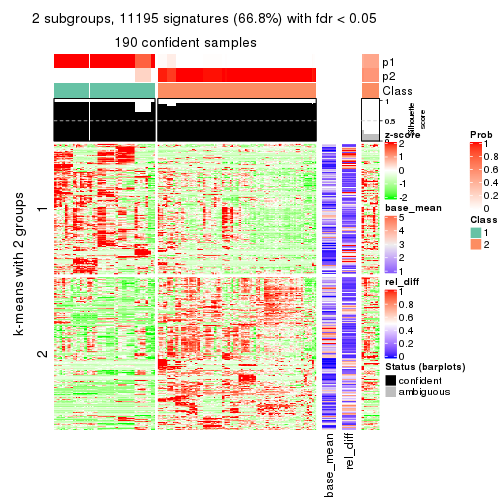 2 subgroups, 11195 signatures (66.8%) with fdr < 0.05
190 confident samples
p1
p2
Class
1
0.5
0
Silhouette
score
k-means with 2 groups
1
2
base_mean
rel_diff
z-score
2
1
0
-1
-2
base_mean
5
4
3
2
1
rel_diff
1
0.8
0.6
0.4
0.2
0
Status (barplots)
confident
ambiguous
Prob
1
0.8
0.6
0.4
0.2
0
Class
1
2